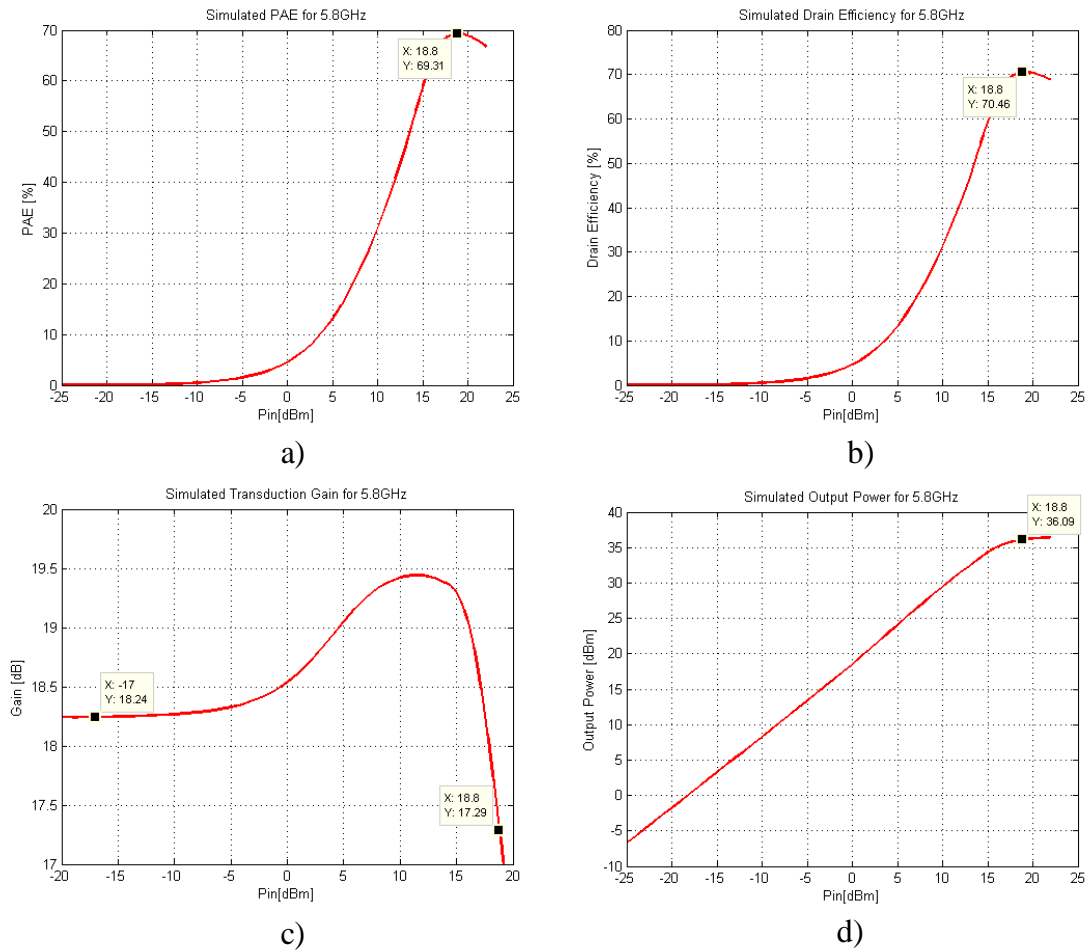 Simulated PAE for 5.8GHz
70
60
50
40
30
20
10
0
PAE [%]
X: 18.8
Y: 69.31
-25 -20 -15 -10 -5 0 5 10 15 20 25
Pin[dBm]
a)
Simulated Drain Efficiency for 5.8GHz
80
70
60
50
40
30
20
10
0
Drain Efficiency [%]
X: 18.8
Y: 70.46
-25 -20 -15 -10 -5 0 5 10 15 20 25
Pin[dBm]
b)
Simulated Transduction Gain for 5.8GHz
20
19.5
19
18.5
18
17.5
17
Gain [dB]
X: -17
Y: 18.24
X: 18.8
Y: 17.29
-20 -15 -10 -5 0 5 10 15 20
Pin[dBm]
c)
Simulated Output Power for 5.8GHz
40
35
30
25
20
15
10
5
0
-5
-10
Output Power [dBm]
X: 18.8
Y: 36.09
-25 -20 -15 -10 -5 0 5 10 15 20 25
Pin[dBm]
d)